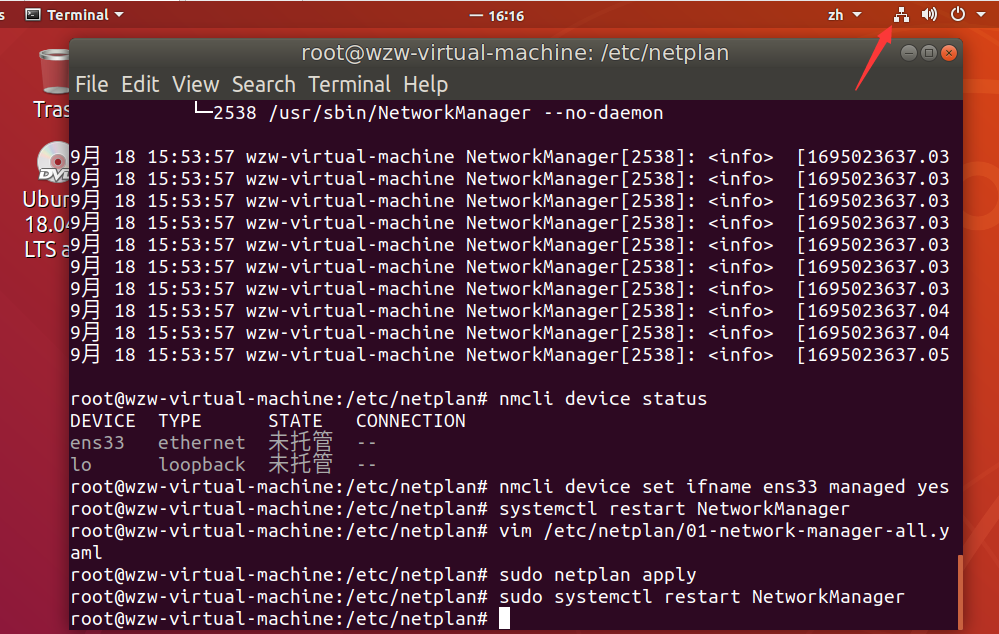 s Terminal — 16:16 zh
root@wzw-virtual-machine: /etc/netplan
File Edit View Search Terminal Help
└─2538 /usr/sbin/NetworkManager --no-daemon
9月 18 15:53:57 wzw-virtual-machine NetworkManager[2538]: <info>  [1695023637.03
9月 18 15:53:57 wzw-virtual-machine NetworkManager[2538]: <info>  [1695023637.03
9月 18 15:53:57 wzw-virtual-machine NetworkManager[2538]: <info>  [1695023637.03
9月 18 15:53:57 wzw-virtual-machine NetworkManager[2538]: <info>  [1695023637.03
9月 18 15:53:57 wzw-virtual-machine NetworkManager[2538]: <info>  [1695023637.03
9月 18 15:53:57 wzw-virtual-machine NetworkManager[2538]: <info>  [1695023637.03
9月 18 15:53:57 wzw-virtual-machine NetworkManager[2538]: <info>  [1695023637.03
9月 18 15:53:57 wzw-virtual-machine NetworkManager[2538]: <info>  [1695023637.04
9月 18 15:53:57 wzw-virtual-machine NetworkManager[2538]: <info>  [1695023637.04
9月 18 15:53:57 wzw-virtual-machine NetworkManager[2538]: <info>  [1695023637.05
root@wzw-virtual-machine:/etc/netplan# nmcli device status
DEVICE  TYPE      STATE   CONNECTION
ens33   ethernet  未托管  --
lo      loopback  未托管  --
root@wzw-virtual-machine:/etc/netplan# nmcli device set ifname ens33 managed yes
root@wzw-virtual-machine:/etc/netplan# systemctl restart NetworkManager
root@wzw-virtual-machine:/etc/netplan# vim /etc/netplan/01-network-manager-all.y
aml
root@wzw-virtual-machine:/etc/netplan# sudo netplan apply
root@wzw-virtual-machine:/etc/netplan# sudo systemctl restart NetworkManager
root@wzw-virtual-machine:/etc/netplan#
Tras
DVD
Ubun
18.04
LTS a